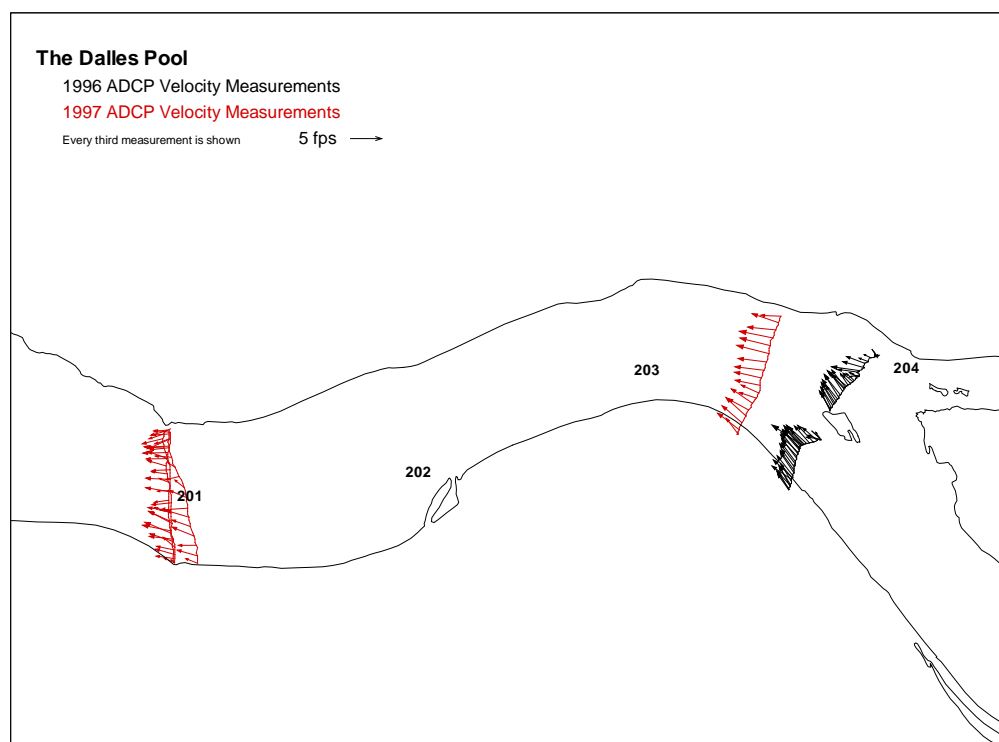 The Dalles Pool
1996 ADCP Velocity Measurements
1997 ADCP Velocity Measurements
Every third measurement is shown 5 fps
203
204
202
201